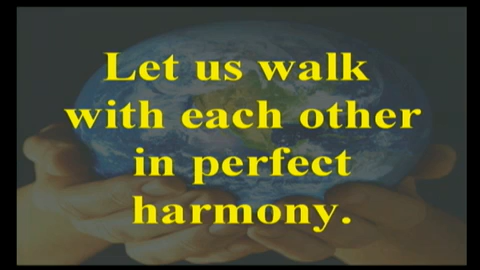 Let us walk
with each other
in perfect
harmony.